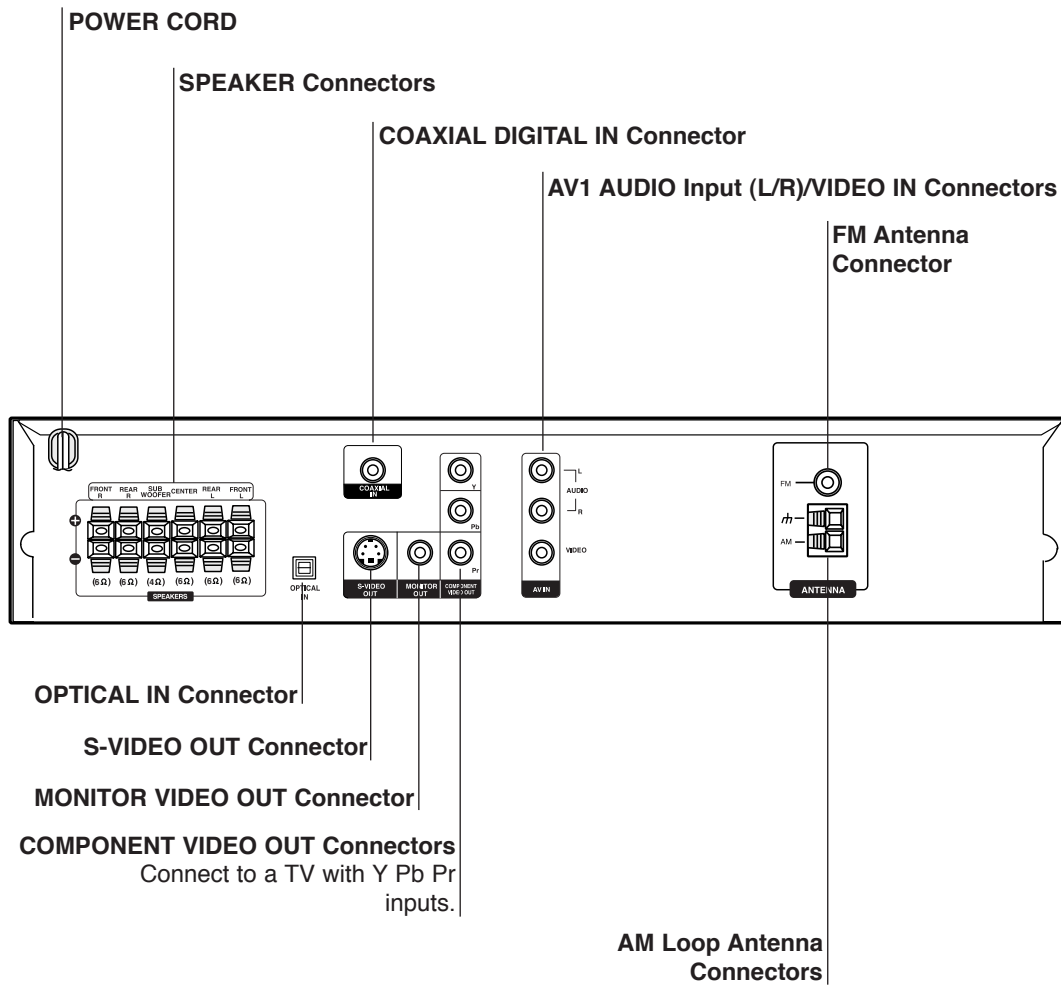 POWER CORD
SPEAKER Connectors
COAXIAL DIGITAL IN Connector
AV1 AUDIO Input (L/R)/VIDEO IN Connectors
FM Antenna
Connector
FRONT
R
REAR
R
SUB
WOOFER
CENTER
REAR
L
FRONT
L
(6Ω) (6Ω) (4Ω) (6Ω) (6Ω) (6Ω)
SPEAKERS
OPTICAL
IN
COAXIAL
IN
S-VIDEO
OUT
MONITOR
OUT
Y
Pb
Pr
COMPONENT
VIDEO OUT
L
AUDIO
R
VIDEO
AV IN
FM
AM
ANTENNA
OPTICAL IN Connector
S-VIDEO OUT Connector
MONITOR VIDEO OUT Connector
COMPONENT VIDEO OUT Connectors
Connect to a TV with Y Pb Pr
inputs.
AM Loop Antenna
Connectors